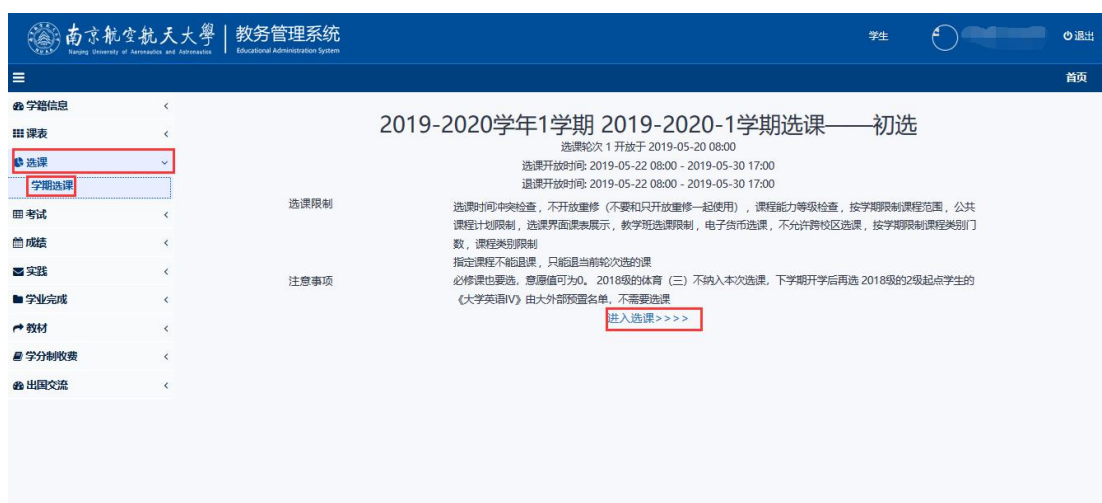 南京航空航天大學
Nanjing University of Aeronautics and Astronautics
教务管理系统
Educational Administration System
学生
退出
首页
学籍信息
课表
选课
学期选课
考试
成绩
实践
学业完成
教材
学分制收费
出国交流
2019-2020学年1学期 2019-2020-1学期选课——初选
选课轮次 1 开放于 2019-05-20 08:00
选课开放时间: 2019-05-22 08:00 - 2019-05-30 17:00
退课开放时间: 2019-05-22 08:00 - 2019-05-30 17:00
选课限制
选课时间冲突检查，不开放重修（不要和只开放重修一起使用），课程能力等级检查，按学期限制课程范围，公共
课程计划限制，选课界面课表展示，教学班选课限制，电子货币选课，不允许跨校区选课，按学期限制课程类别门
数，课程类别限制
指定课程不能退课，只能退当前轮次选的课
注意事项
必修课也要选，意愿值可为0。 2018级的体育（三）不纳入本次选课，下学期开学后再选 2018级的2级起点学生的
《大学英语IV》由大外部预置名单，不需要选课
进入选课>>>>